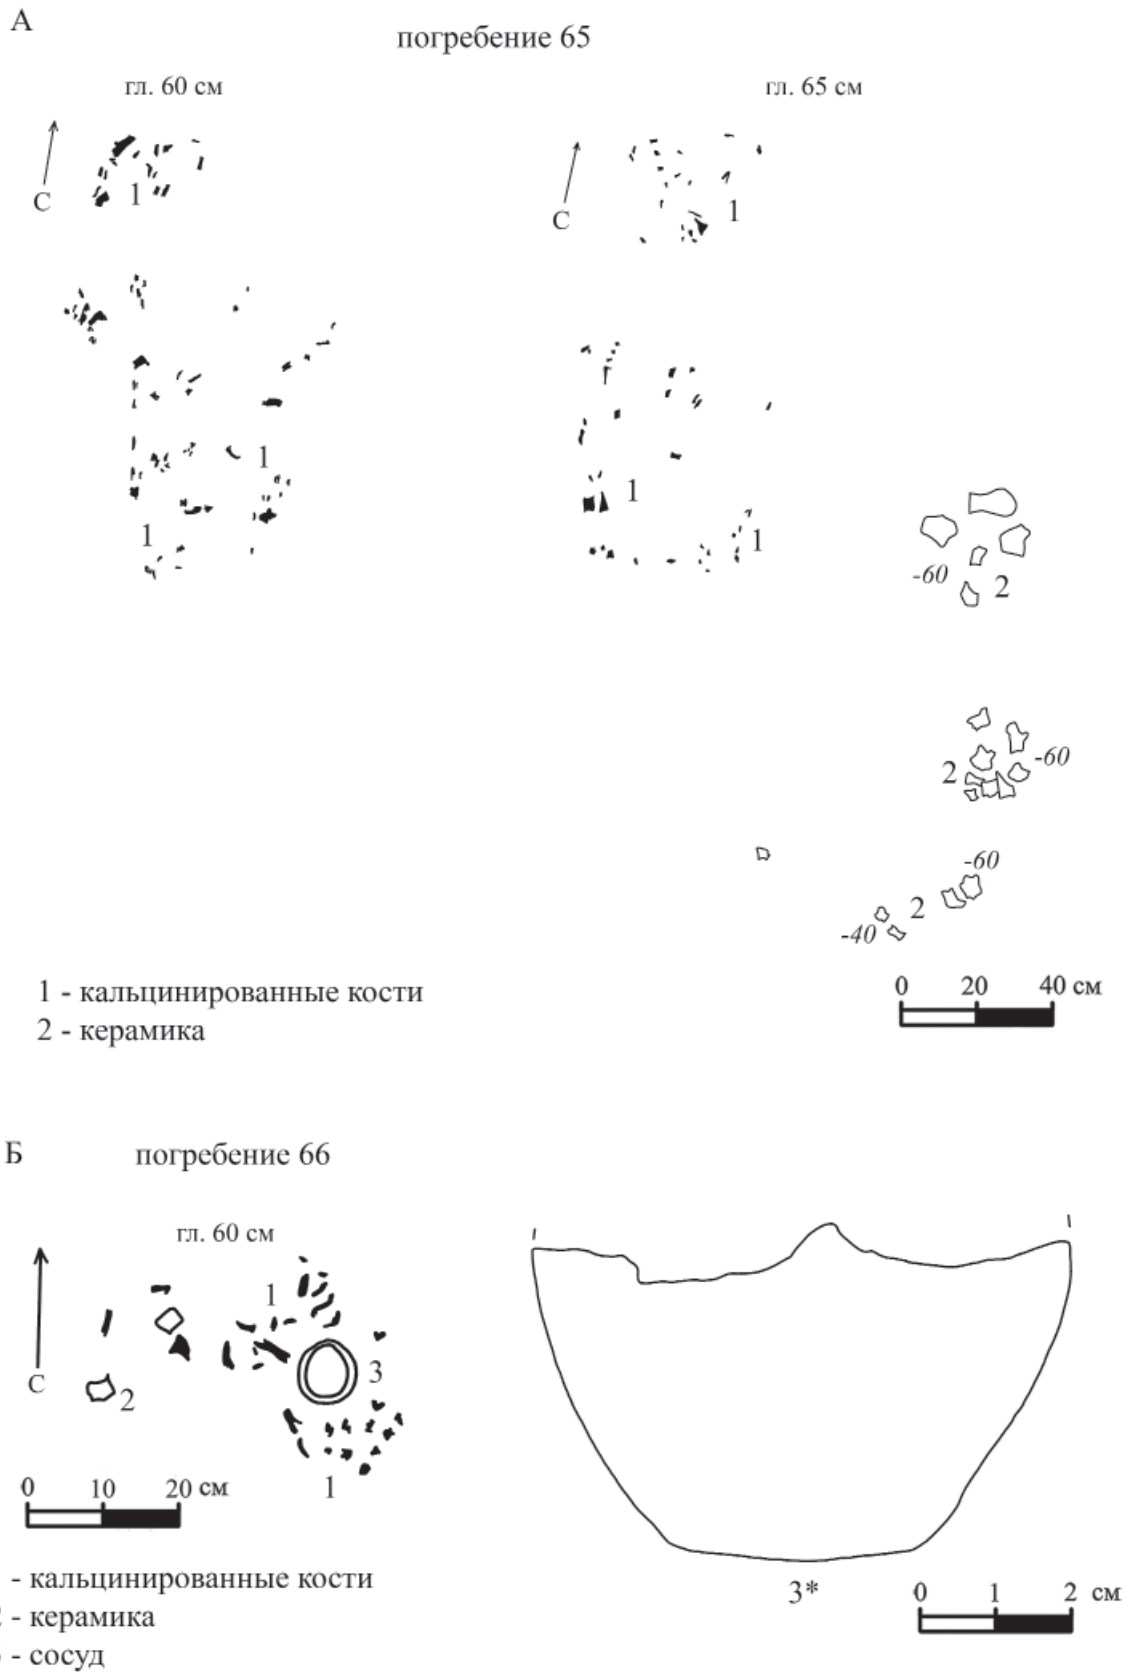 А
погребение 65
гл. 60 см
гл. 65 см
С
1
С
1
1
1
1
1
-60
2
2
-60
-60
2
-40
1 - кальцинированные кости
2 - керамика
0 20 40 см
Б
погребение 66
гл. 60 см
1
С
2
3
1
0 10 20 см
- кальцинированные кости
- керамика
- сосуд
3*
0 1 2 см